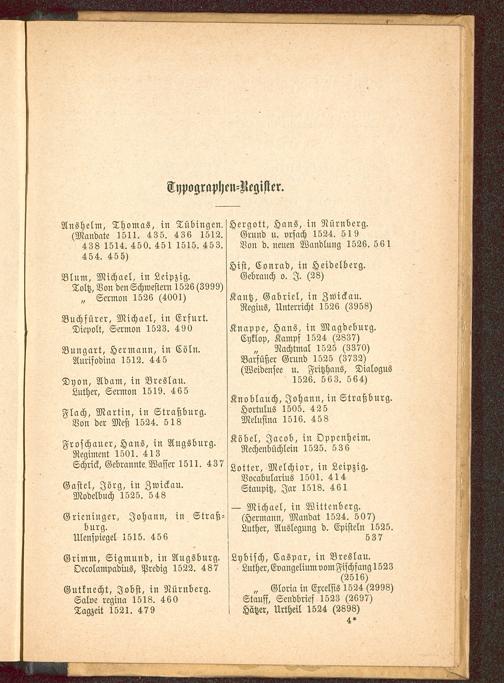 Typographen-Register.
Anshelm, Thomas, in Tübingen.
(Mandate 1511. 435. 436 1512.
438 1514. 450. 451 1515. 453.
454. 455)
Blum, Michael, in Leipzig.
Toltz, Von den Schwestern 1526 (3999)
„ Sermon 1526 (4001)
Buchfürer, Michael, in Erfurt.
Diepolt, Sermon 1523. 490
Bungart, Hermann, in Cöln.
Aurifodina 1512. 445
Dyon, Adam, in Breslau.
Luther, Sermon 1519. 465
Flach, Martin, in Straßburg.
Von der Meß 1524. 518
Froschauer, Hans, in Augsburg.
Regiment 1501. 413
Schrick, Gebrannte Wasser 1511. 437
Gastel, Jörg, in Zwickau.
Modelbuch 1525. 548
Grieninger, Johann, in Straß-
burg.
Ulenspiegel 1515. 456
Grimm, Sigmund, in Augsburg.
Oecolampadius, Predig 1522. 487
Gutknecht, Jobst, in Nürnberg.
Salve regina 1518. 460
Tagzeit 1521. 479
Hergott, Hans, in Nürnberg.
Grund u. vrsach 1524. 519
Von d. neuen Wandlung 1526. 561
Hist, Conrad, in Heidelberg.
Gebrauch o. J. (28)
Kantz, Gabriel, in Zwickau.
Regius, Unterricht 1526 (3958)
Knappe, Hans, in Magdeburg.
Cyklop, Kampf 1524 (2837)
„ Nachtmal 1525 (3370)
Barfüßer Grund 1525 (3732)
(Weidensee u. Fritzhans, Dialogus
1526. 563. 564)
Knoblauch, Johann, in Straßburg.
Hortulus 1505. 425
Melusina 1516. 458
Köbel, Jacob, in Oppenheim.
Rechenbüchlein 1525. 536
Lotter, Melchior, in Leipzig.
Vocabularius 1501. 414
Staupitz, Jar 1518. 461
— Michael, in Wittenberg.
(Hermann, Mandat 1524. 507)
Luther, Auslegung d. Episteln 1525.
537
Lybisch, Caspar, in Breslau.
Luther, Evangelium vom Fischfang 1523
(2516)
„ Gloria in Excelsis 1524 (2998)
Stauff, Sendbrief 1523 (2697)
Hätzer, Urtheil 1524 (2898)
4*